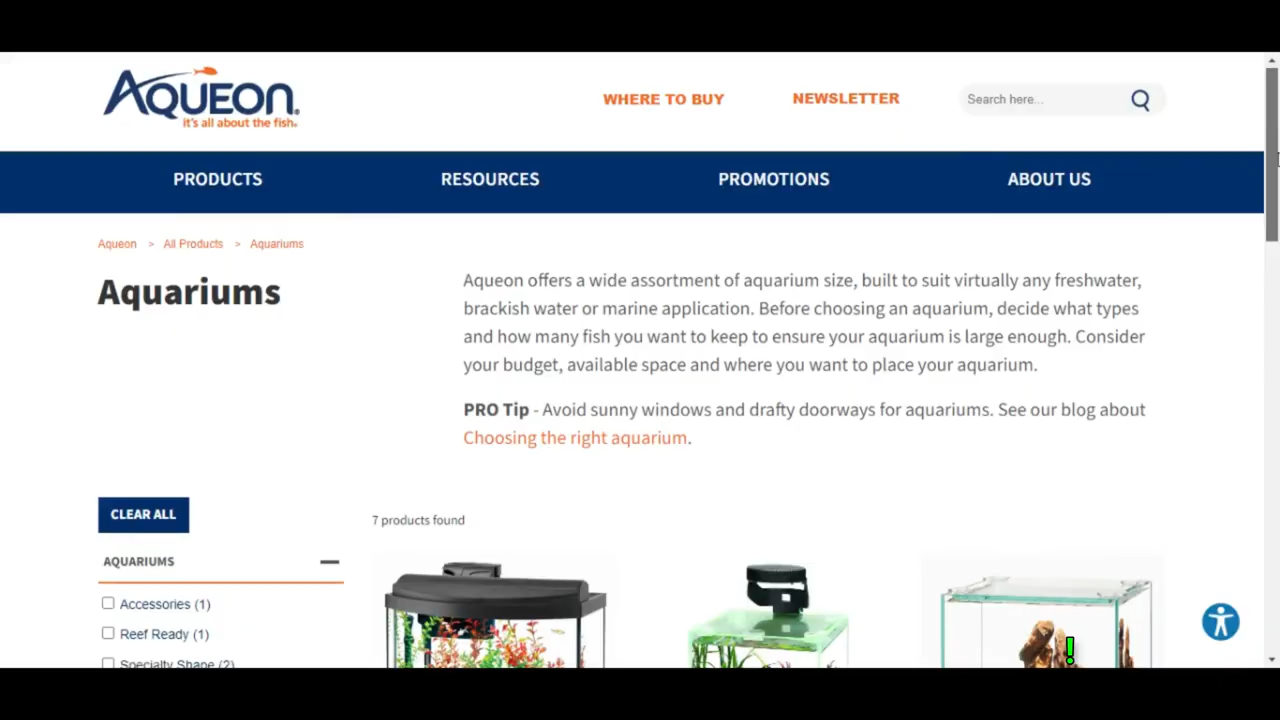 AQUEON®
it's all about the fish®
WHERE TO BUY
NEWSLETTER
Search here...
PRODUCTS
RESOURCES
PROMOTIONS
ABOUT US
Aqueon > All Products > Aquariums
Aquariums
Aqueon offers a wide assortment of aquarium size, built to suit virtually any freshwater,
brackish water or marine application. Before choosing an aquarium, decide what types
and how many fish you want to keep to ensure your aquarium is large enough. Consider
your budget, available space and where you want to place your aquarium.
PRO Tip - Avoid sunny windows and drafty doorways for aquariums. See our blog about
Choosing the right aquarium.
CLEAR ALL
7 products found
AQUARIUMS
Accessories (1)
Reef Ready (1)
Specialty Shape (2)
!